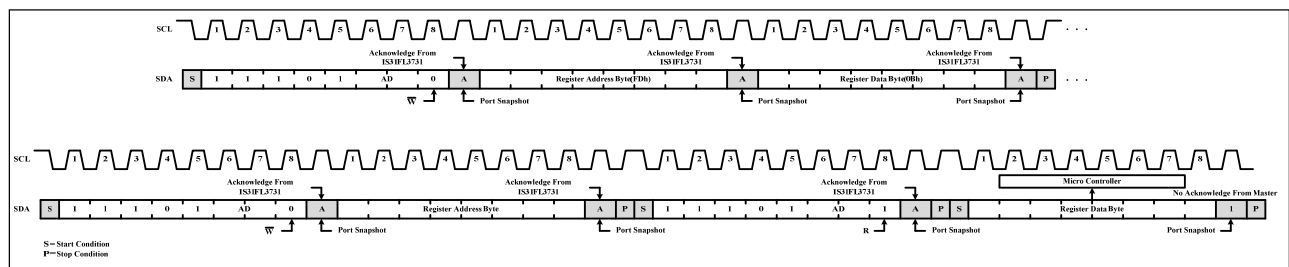 SCL 1 2 3 4 5 6 7 8 1 2 3 4 5 6 7 8 1 2 3 4 5 6 7 8 . . .
Acknowledge From IS31FL3731
Acknowledge From IS31FL3731
Acknowledge From IS31FL3731
SDA S 1 1 1 0 1 AD 0 A Register Address Byte(FDh) A Register Data Byte(0Bh) A P . . .
W Port Snapshot Port Snapshot Port Snapshot
SCL 1 2 3 4 5 6 7 8 1 2 3 4 5 6 7 8 1 2 3 4 5 6 7 8 1 2 3 4 5 6 7 8
Acknowledge From IS31FL3731
Acknowledge From IS31FL3731
Acknowledge From IS31FL3731
Micro Controller
No Acknowledge From Master
SDA S 1 1 1 0 1 AD 0 A Register Address Byte A P S 1 1 1 0 1 AD 1 A P S Register Data Byte 1 P
W Port Snapshot Port Snapshot R Port Snapshot Port Snapshot
S=Start Condition
P=Stop Condition